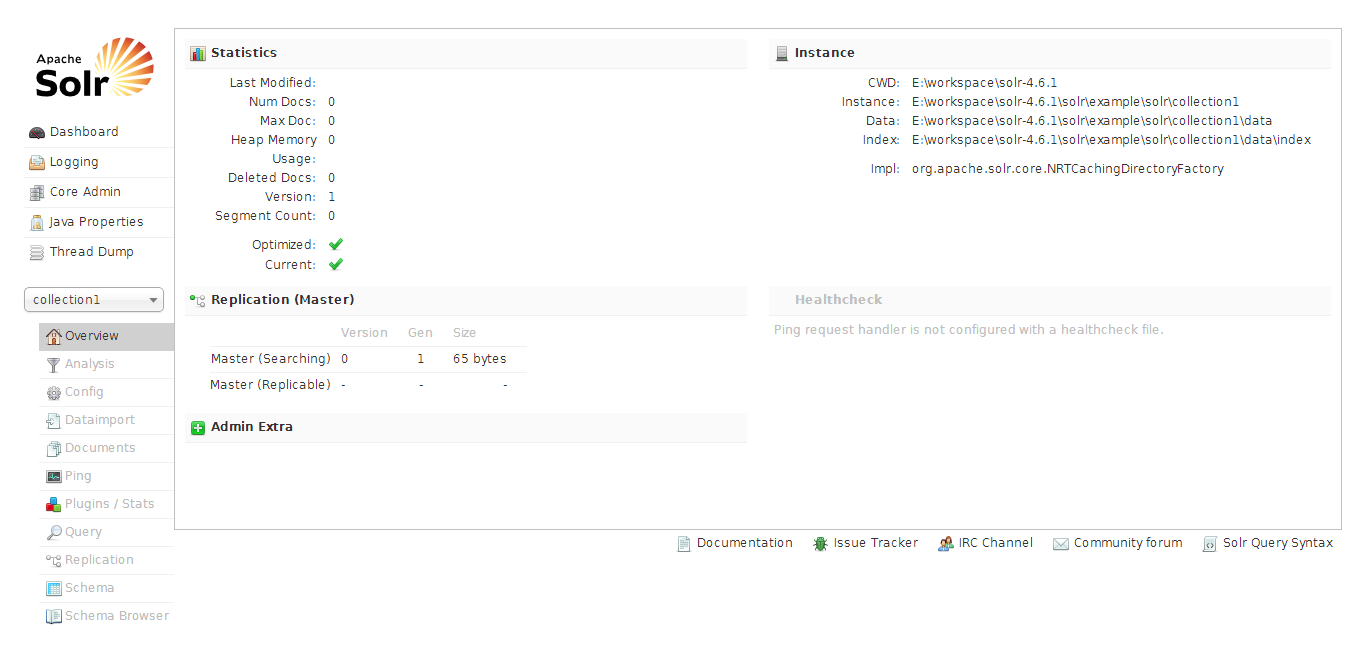 Apache
Solr
Dashboard
Logging
Core Admin
Java Properties
Thread Dump
collection1
Overview
Analysis
Config
Dataimport
Documents
Ping
Plugins / Stats
Query
Replication
Schema
Schema Browser
Statistics
Last Modified:
Num Docs: 0
Max Doc: 0
Heap Memory 0
Usage:
Deleted Docs: 0
Version: 1
Segment Count: 0
Optimized:
Current:
Instance
CWD: E:\workspace\solr-4.6.1
Instance: E:\workspace\solr-4.6.1\solr\example\solr\collection1
Data: E:\workspace\solr-4.6.1\solr\example\solr\collection1\data
Index: E:\workspace\solr-4.6.1\solr\example\solr\collection1\data\index
Impl: org.apache.solr.core.NRTCachingDirectoryFactory
Replication (Master)
Version Gen Size
Master (Searching) 0 1 65 bytes
Master (Replicable) - - -
Healthcheck
Ping request handler is not configured with a healthcheck file.
Admin Extra
Documentation Issue Tracker IRC Channel Community forum Solr Query Syntax